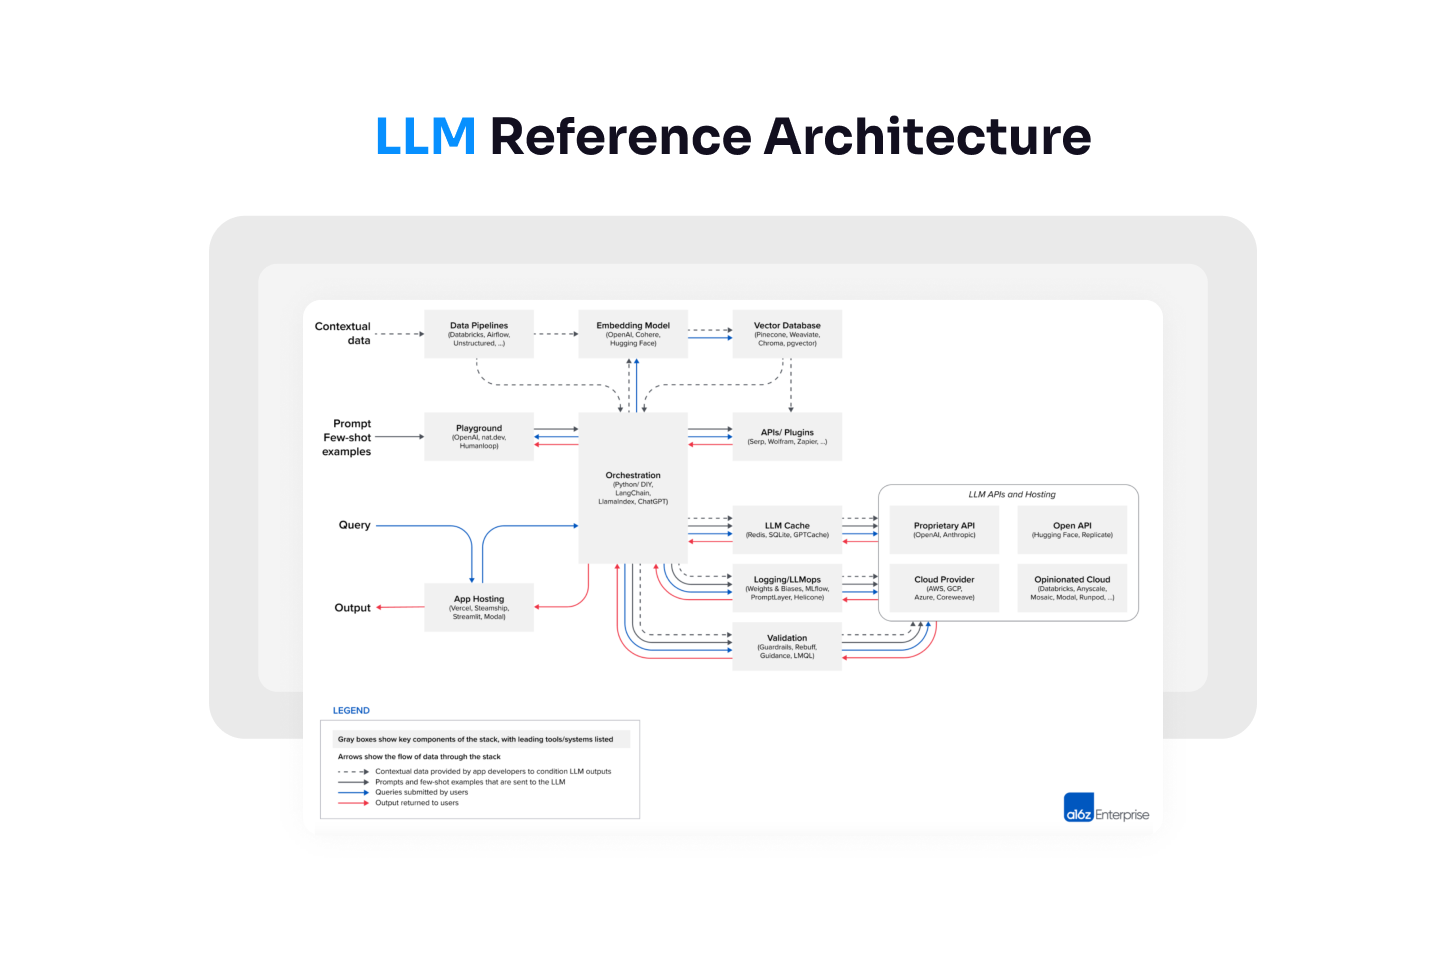 LLM Reference Architecture
Contextual
data
Data Pipelines
(Databricks, Airflow,
Unstructured, ...)
Embedding Model
(OpenAI, Cohere,
Hugging Face)
Vector Database
(Pinecone, Weaviate,
Chroma, pgvector)
Prompt
Few-shot
examples
Playground
(OpenAI, nat.dev,
Humanloop)
Orchestration
(Python/ DIY,
LangChain,
LlamaIndex, ChatGPT)
APIs/ Plugins
(Serp, Wolfram, Zapier, ...)
Query
LLM Cache
(Redis, SQLite, GPTCache)
Logging/LLMops
(Weights & Biases, MLflow,
PromptLayer, Helicone)
Validation
(Guardrails, Rebuff,
Guidance, LMQL)
LLM APIs and Hosting
Proprietary API
(OpenAI, Anthropic)
Open API
(Hugging Face, Replicate)
Cloud Provider
(AWS, GCP,
Azure, Coreweave)
Opinionated Cloud
(Databricks, Anyscale,
Mosaic, Modal, Runpod, ...)
App Hosting
(Vercel, Steamship,
Streamlit, Modal)
Output
LEGEND
Gray boxes show key components of the stack, with leading tools/systems listed
Arrows show the flow of data through the stack
Contextual data provided by app developers to condition LLM outputs
Prompts and few-shot examples that are sent to the LLM
Queries submitted by users
Output returned to users
a16z Enterprise